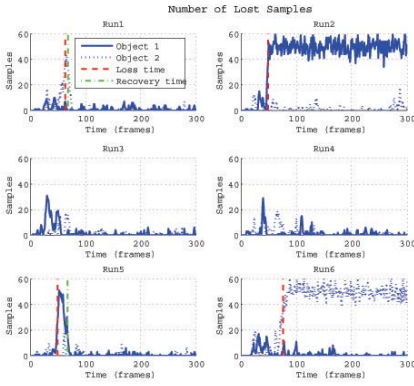 Number of Lost Samples
Run1
Run2
Samples
60
40
20
0
Object 1
Object 2
Loss time
Recovery time
0 100 200 300
Time (frames)
Samples
60
40
20
0
0 100 200 300
Time (frames)
Run3
Run4
Samples
60
40
20
0
0 100 200 300
Time (frames)
Samples
60
40
20
0
0 100 200 300
Time (frames)
Run5
Run6
Samples
60
40
20
0
0 100 200 300
Time (frames)
Samples
60
40
20
0
0 100 200 300
Time (frames)